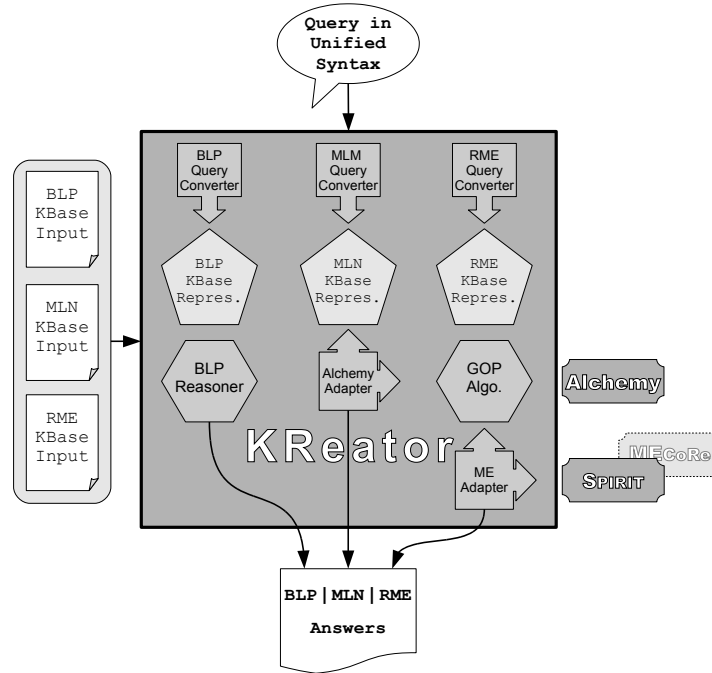 Query in
Unified
Syntax
BLP
Query
Converter
MLM
Query
Converter
RME
Query
Converter
BLP
KBase
Input
MLN
KBase
Input
RME
KBase
Input
BLP
KBase
Repres.
MLN
KBase
Repres.
RME
KBase
Repres.
BLP
Reasoner
Alchemy
Adapter
GOP
Algo.
KReator
ME
Adapter
Alchemy
MECoRe
SPIRIT
BLP|MLN|RME
Answers